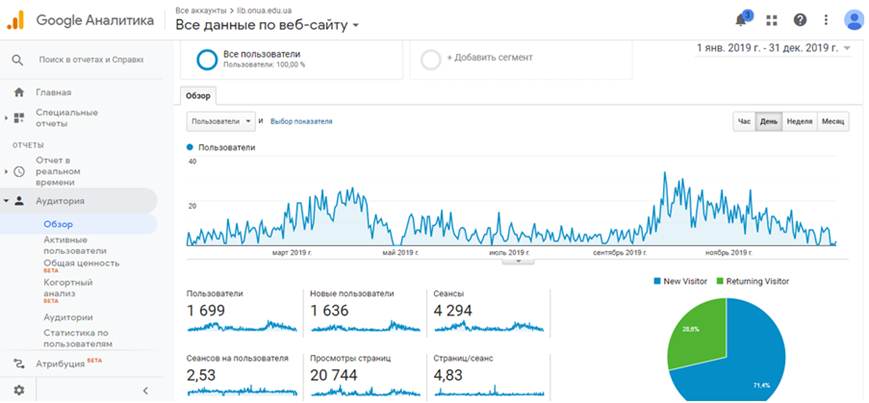 Google Аналитика
Все аккаунты > lib.onua.edu.ua
Все данные по веб-сайту
3
Поиск в отчетах и Справке
Главная
Специальные
отчеты
ОТЧЕТЫ
Отчет в
реальном
времени
Аудитория
Обзор
Активные
пользователи
Общая ценность
BETA
Когортный
анализ
BETA
Аудитории
Статистика по
пользователям
Атрибуция BETA
Все пользователи
Пользователи: 100,00 %
+ Добавить сегмент
1 янв. 2019 г. - 31 дек. 2019 г.
Обзор
Пользователи и Выбор показателя
Час День Неделя Месяц
Пользователи
40
20
март 2019 г. май 2019 г. июль 2019 г. сентябрь 2019 г. ноябрь 2019 г.
Пользователи
1 699
Новые пользователи
1 636
Сеансы
4 294
Сеансов на пользователя
2,53
Просмотры страниц
20 744
Страниц/сеанс
4,83
New Visitor Returning Visitor
28,6%
71,4%